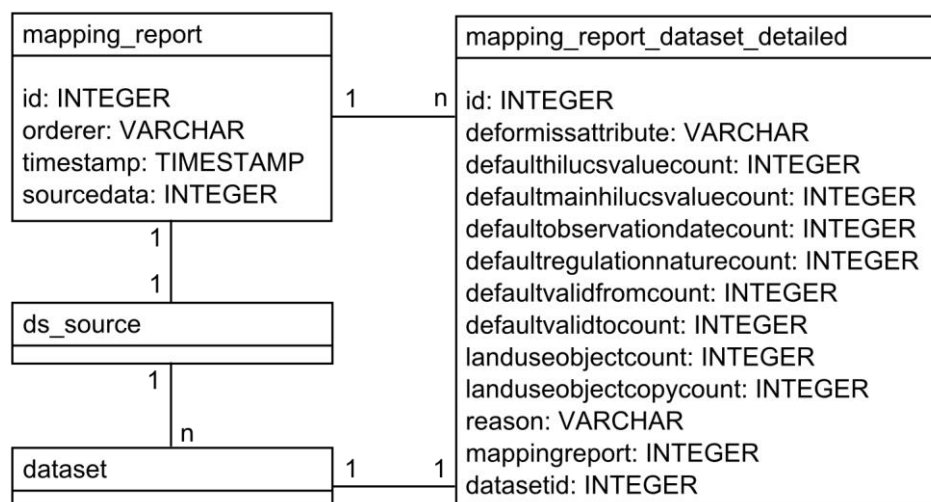 mapping_report
id: INTEGER
orderer: VARCHAR
timestamp: TIMESTAMP
sourcedata: INTEGER
1
n
mapping_report_dataset_detailed
id: INTEGER
deformissattribute: VARCHAR
defaulthilucsvaluecount: INTEGER
defaultmainhilucsvaluecount: INTEGER
defaultobservationdatecount: INTEGER
defaultregulationnaturecount: INTEGER
defaultvalidfromcount: INTEGER
defaultvalidtocount: INTEGER
landuseobjectcount: INTEGER
landuseobjectcopycount: INTEGER
reason: VARCHAR
mappingreport: INTEGER
datasetid: INTEGER
1
1
ds_source
1
n
dataset
1
1